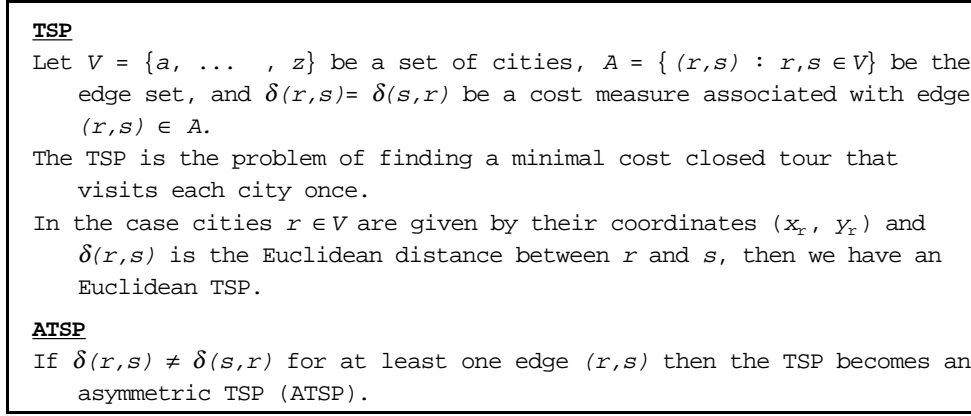 TSP
Let V = {a, ... , z} be a set of cities, A = { (r,s) : r,s ∈ V} be the
edge set, and δ(r,s)= δ(s,r) be a cost measure associated with edge
(r,s) ∈ A.
The TSP is the problem of finding a minimal cost closed tour that
visits each city once.
In the case cities r ∈ V are given by their coordinates (xr, yr) and
δ(r,s) is the Euclidean distance between r and s, then we have an
Euclidean TSP.
ATSP
If δ(r,s) ≠ δ(s,r) for at least one edge (r,s) then the TSP becomes an
asymmetric TSP (ATSP).